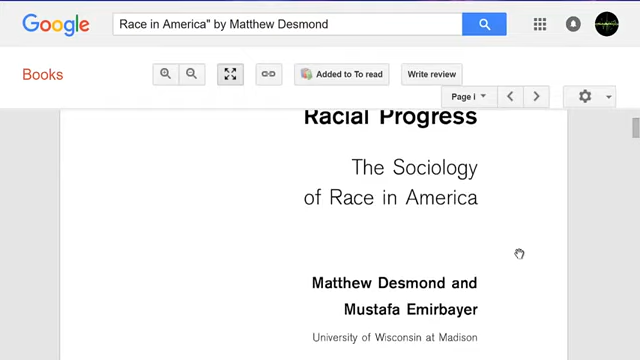 Google
Race in America" by Matthew Desmond
Books
Added to To read
Write review
Page i
Racial Progress
The Sociology
of Race in America
Matthew Desmond and
Mustafa Emirbayer
University of Wisconsin at Madison